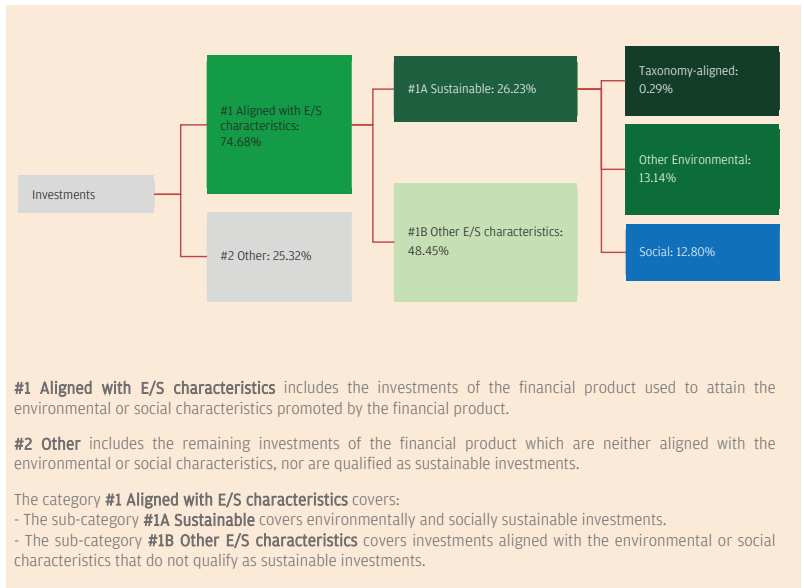 Investments
#1 Aligned with E/S
characteristics:
74.68%
#2 Other: 25.32%
#1A Sustainable: 26.23%
#1B Other E/S characteristics:
48.45%
Taxonomy-aligned:
0.29%
Other Environmental:
13.14%
Social: 12.80%
#1 Aligned with E/S characteristics includes the investments of the financial product used to attain the
environmental or social characteristics promoted by the financial product.
#2 Other includes the remaining investments of the financial product which are neither aligned with the
environmental or social characteristics, nor are qualified as sustainable investments.
The category #1 Aligned with E/S characteristics covers:
- The sub-category #1A Sustainable covers environmentally and socially sustainable investments.
- The sub-category #1B Other E/S characteristics covers investments aligned with the environmental or social
characteristics that do not qualify as sustainable investments.